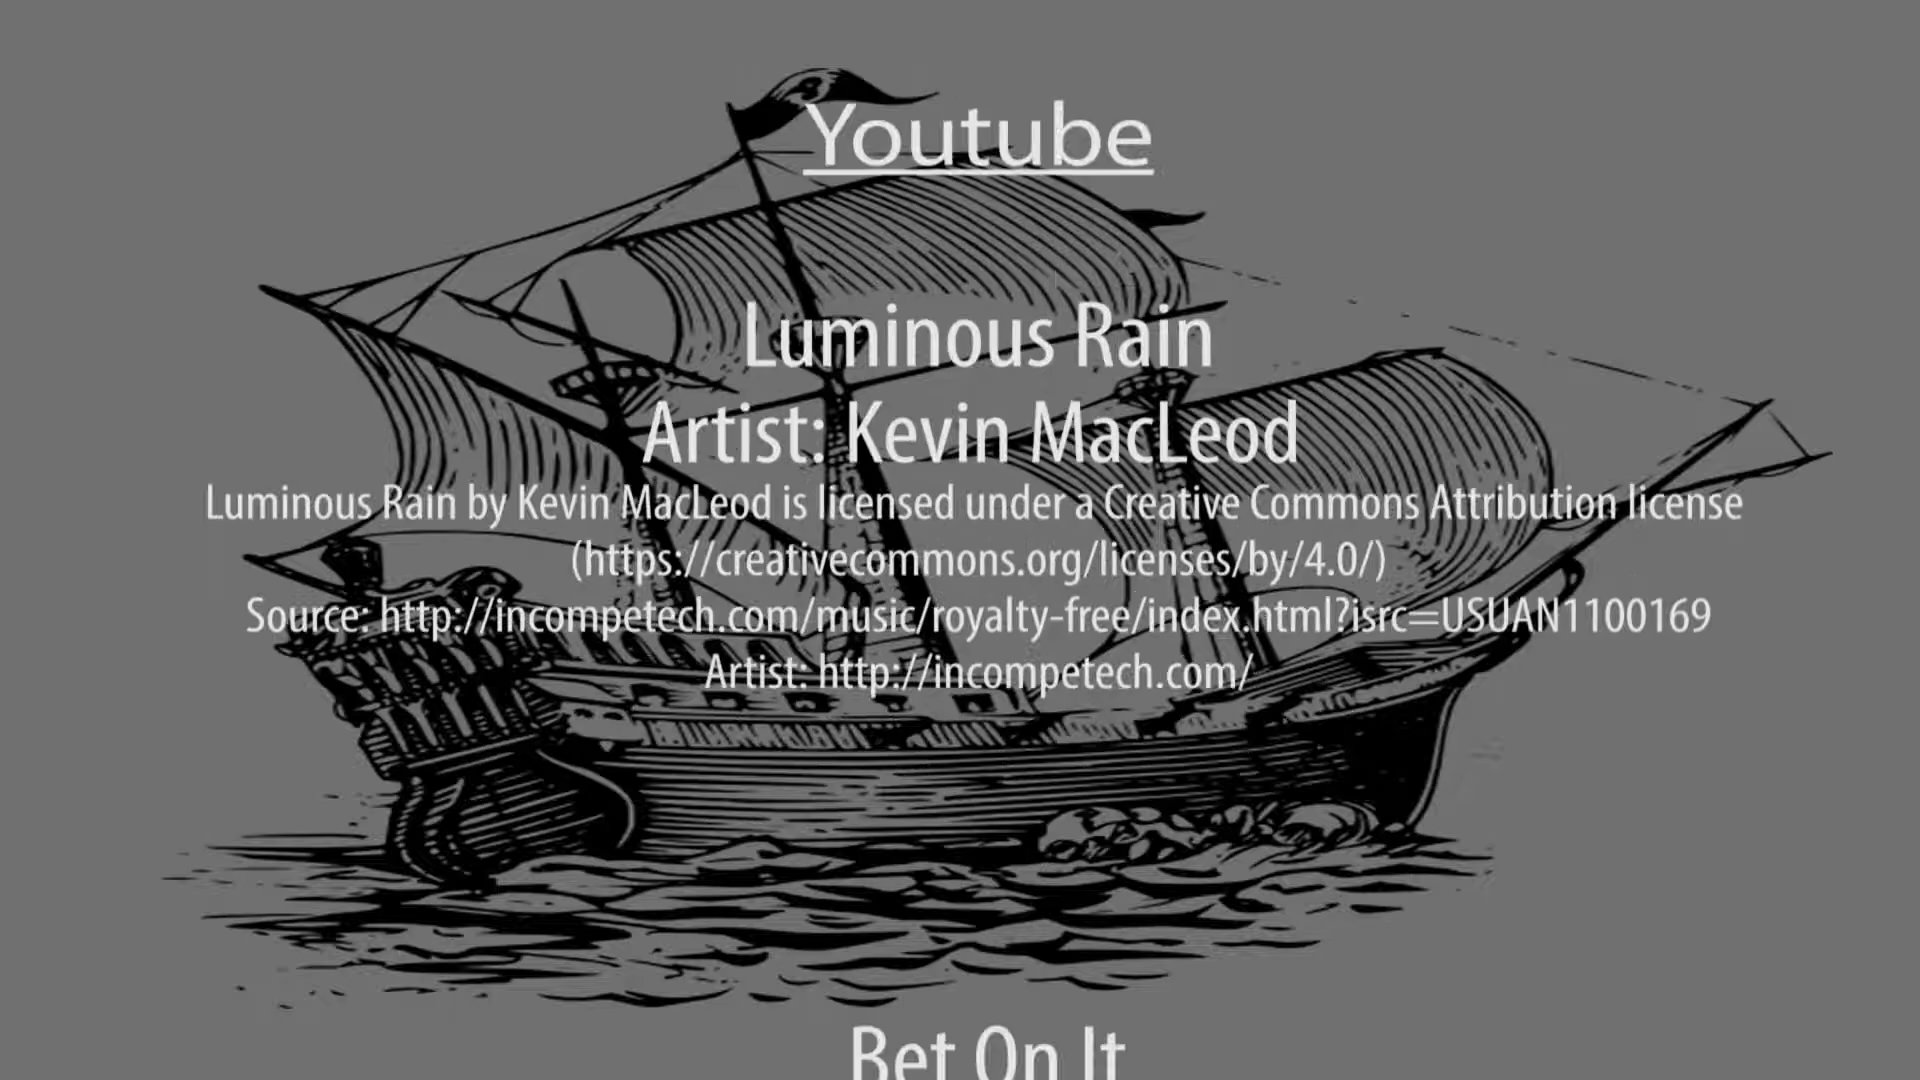 Youtube
Luminous Rain
Artist: Kevin MacLeod
Luminous Rain by Kevin MacLeod is licensed under a Creative Commons Attribution license
(https://creativecommons.org/licenses/by/4.0/)
Source: http://incompetech.com/music/royalty-free/index.html?isrc=USUAN1100169
Artist: http://incompetech.com/
Bet On It